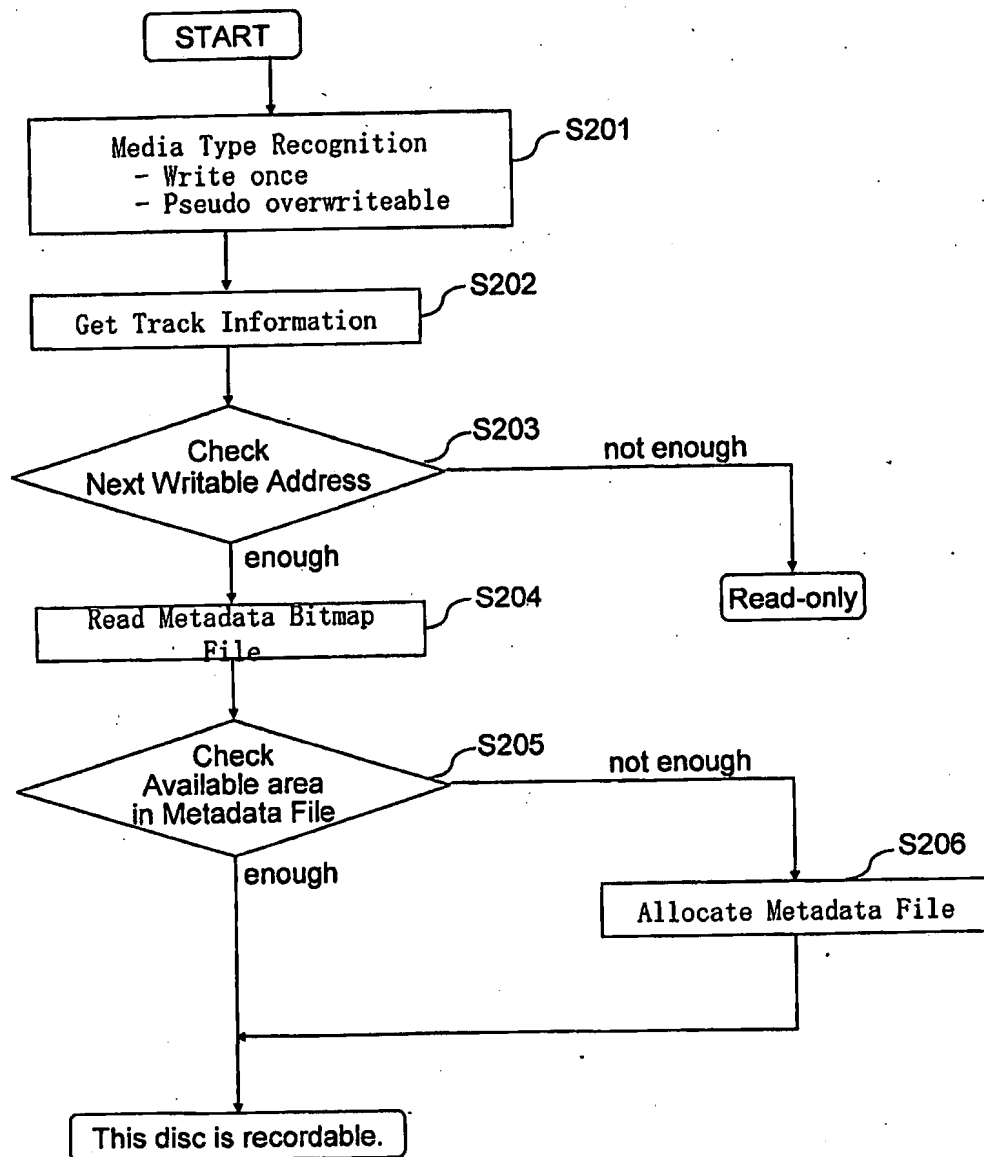 START
Media Type Recognition
- Write once
- Pseudo overwriteable
S201
Get Track Information
S202
Check
Next Writable Address
S203
not enough
enough
Read-only
Read Metadata Bitmap
File
S204
Check
Available area
in Metadata File
S205
not enough
enough
S206
Allocate Metadata File
This disc is recordable.